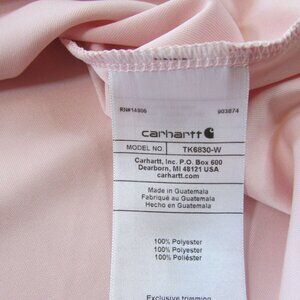 RN#14806 903874
carhartt
MODEL NO. TK6830-W
Carhartt, Inc. P.O. Box 600
Dearborn, MI 48121 USA
carhartt.com
Made in Guatemala
Fabriqué au Guatemala
Hecho en Guatemala
100% Polyester
100% Poliéster
100% Polyester
Exclusive trimming